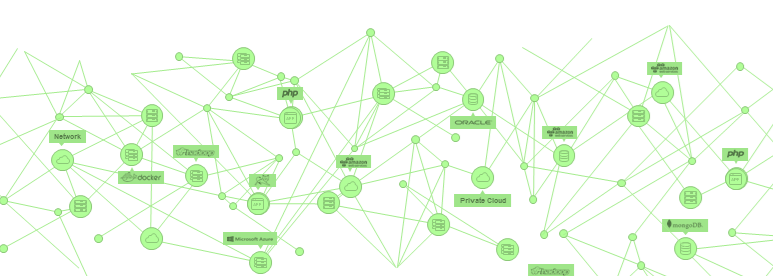 amazon
php
ORACLE
amazon
Network
amazon
php
docker
Private Cloud
mongoDB
Microsoft Azure